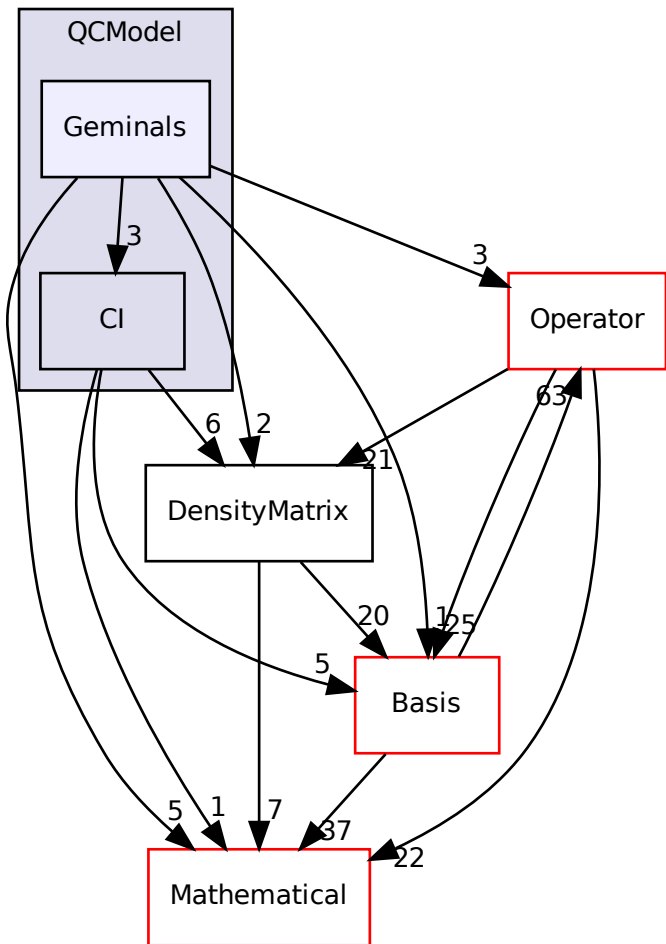 QCModel
Geminals
3
3
CI
Operator
63
6
2
21
DensityMatrix
20
1
25
5
Basis
5
1
7
37
22
Mathematical